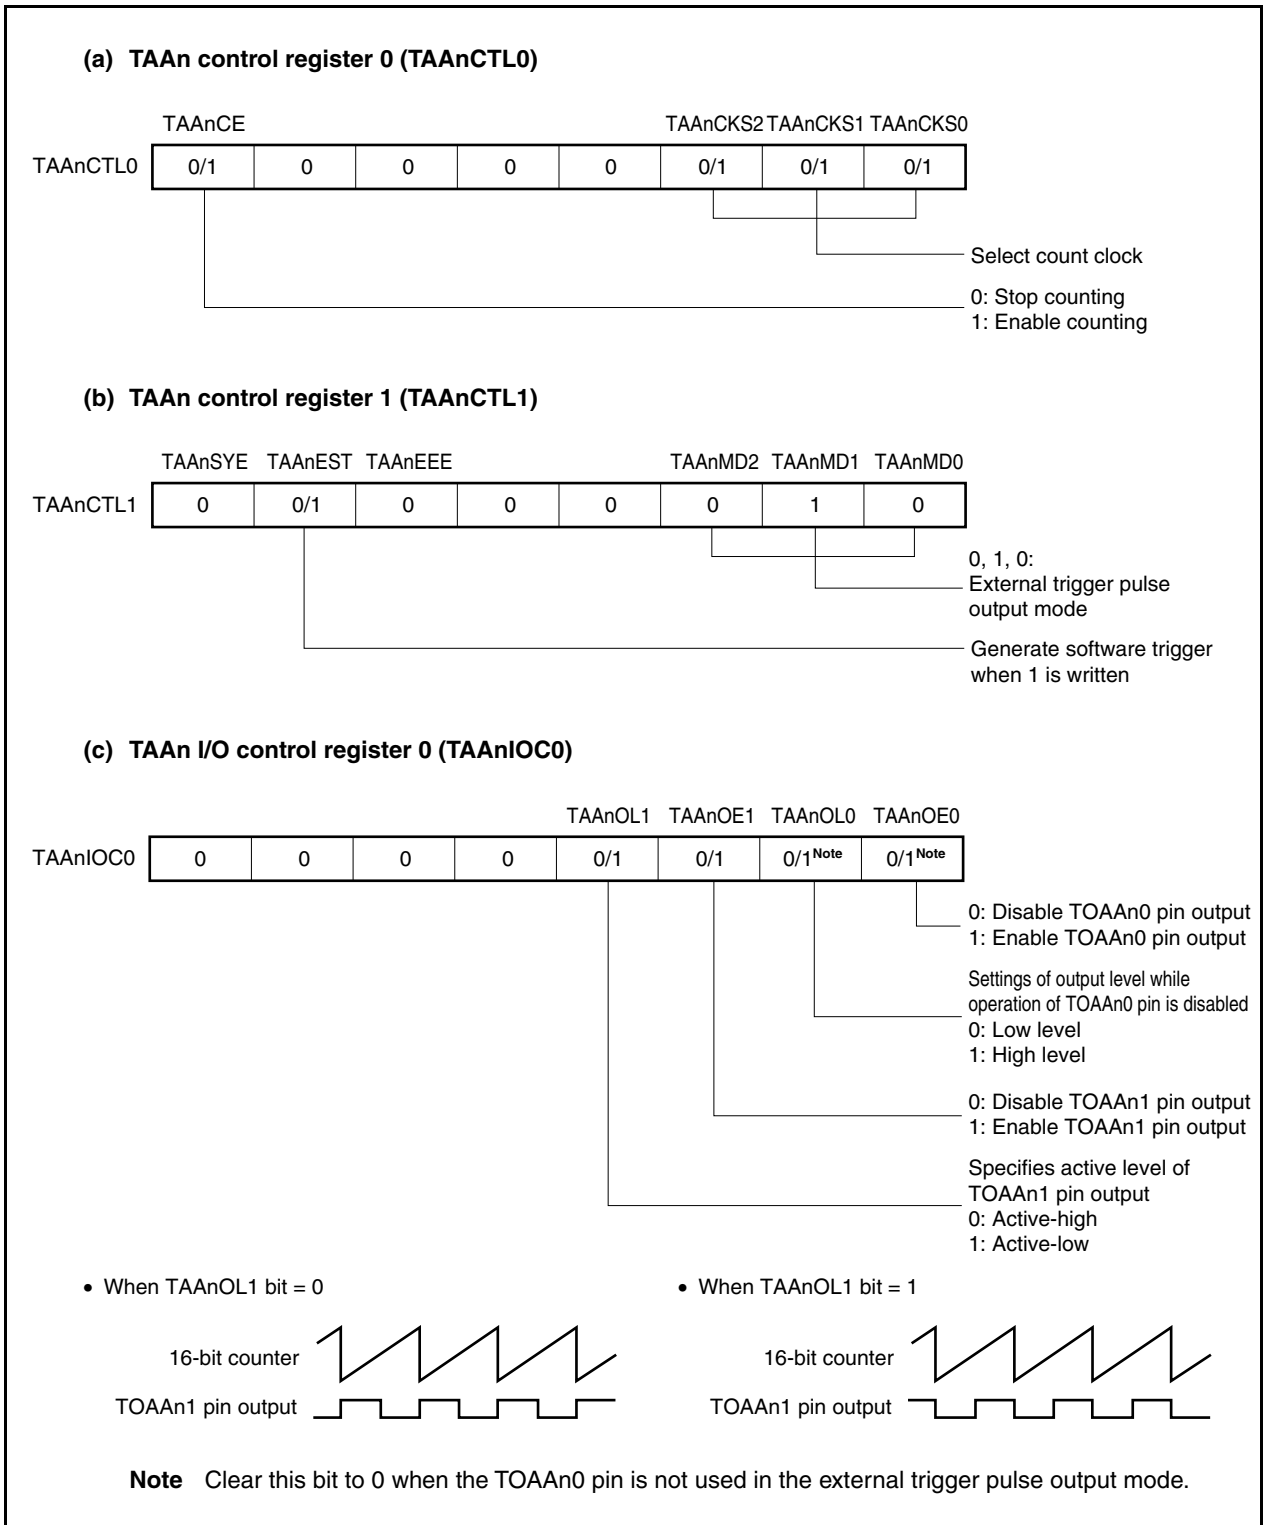 (a) TAAn control register 0 (TAAnCTL0)
TAAnCE TAAnCKS2 TAAnCKS1 TAAnCKS0
TAAnCTL0 0/1 0 0 0 0 0/1 0/1 0/1
Select count clock
0: Stop counting
1: Enable counting
(b) TAAn control register 1 (TAAnCTL1)
TAAnSYE TAAnEST TAAnEEE TAAnMD2 TAAnMD1 TAAnMD0
TAAnCTL1 0 0/1 0 0 0 0 1 0
0, 1, 0:
External trigger pulse
output mode
Generate software trigger
when 1 is written
(c) TAAn I/O control register 0 (TAAnIOC0)
TAAnOL1 TAAnOE1 TAAnOL0 TAAnOE0
TAAnIOC0 0 0 0 0 0/1 0/1 0/1Note 0/1Note
0: Disable TOAAn0 pin output
1: Enable TOAAn0 pin output
Settings of output level while
operation of TOAAn0 pin is disabled
0: Low level
1: High level
0: Disable TOAAn1 pin output
1: Enable TOAAn1 pin output
Specifies active level of
TOAAn1 pin output
0: Active-high
1: Active-low
• When TAAnOL1 bit = 0 • When TAAnOL1 bit = 1
16-bit counter 16-bit counter
TOAAn1 pin output TOAAn1 pin output
Note Clear this bit to 0 when the TOAAn0 pin is not used in the external trigger pulse output mode.